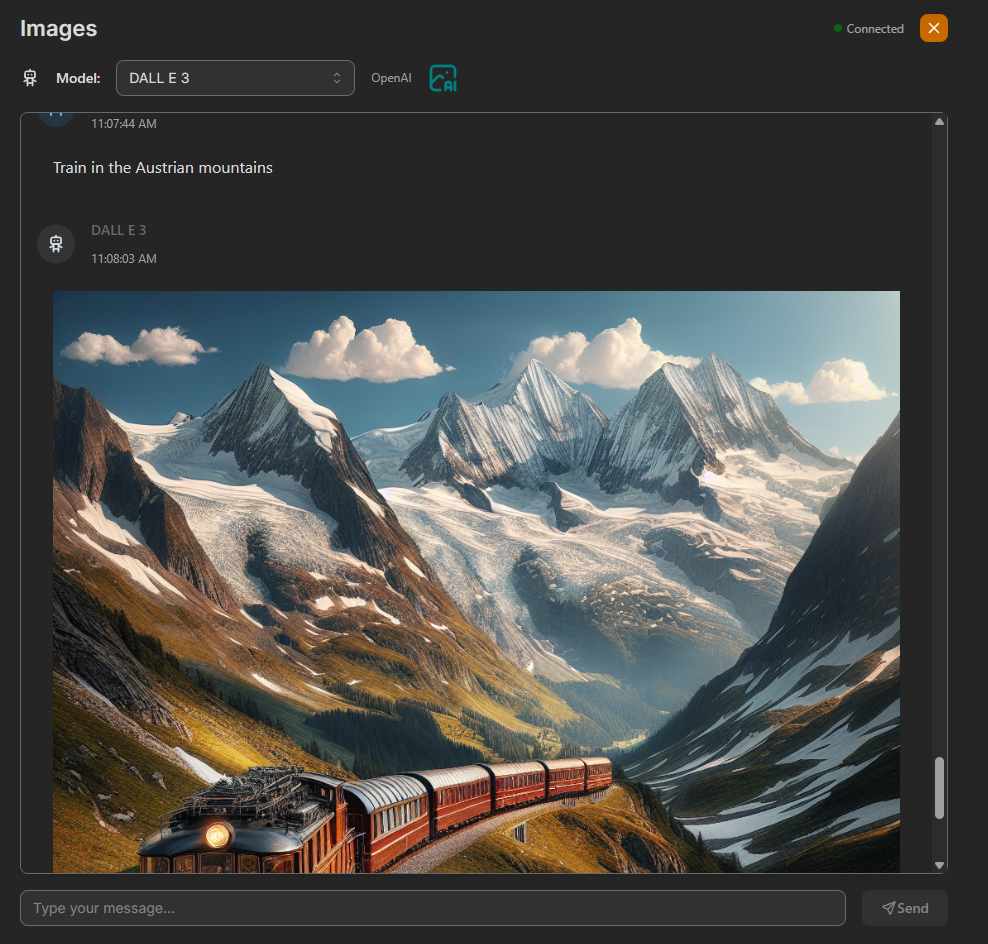 Images
Connected
Model:
DALL E 3
OpenAI
AI
11:07:44 AM
Train in the Austrian mountains
DALL E 3
11:08:03 AM
Type your message...
Send